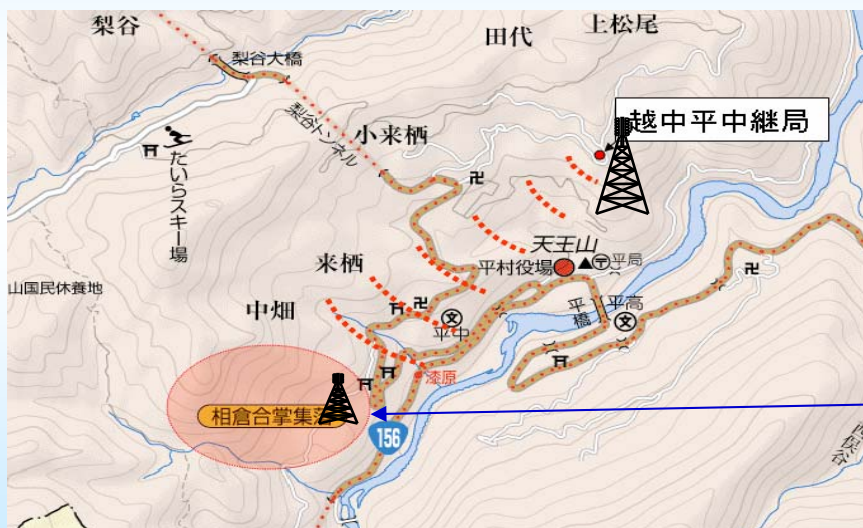 梨谷
田代
上松尾
梨谷大橋
越中平中継局
梨谷トンネル
小来栖
たいらスキー場
天王山
来栖
平村役場
平局
山国民休養地
中畑
平中
平橋
平高
漆原
相倉合掌集落
156
西俣谷